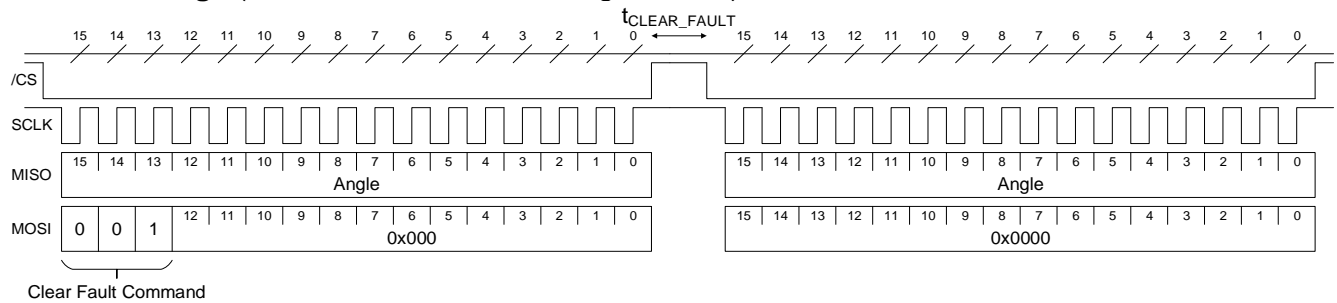 tCLEAR_FAULT
15 14 13 12 11 10 9 8 7 6 5 4 3 2 1 0 15 14 13 12 11 10 9 8 7 6 5 4 3 2 1 0
/CS
SCLK
15 14 13 12 11 10 9 8 7 6 5 4 3 2 1 0 15 14 13 12 11 10 9 8 7 6 5 4 3 2 1 0
MISO
Angle Angle
12 11 10 9 8 7 6 5 4 3 2 1 0 15 14 13 12 11 10 9 8 7 6 5 4 3 2 1 0
MOSI 0 0 1
0x000 0x0000
Clear Fault Command